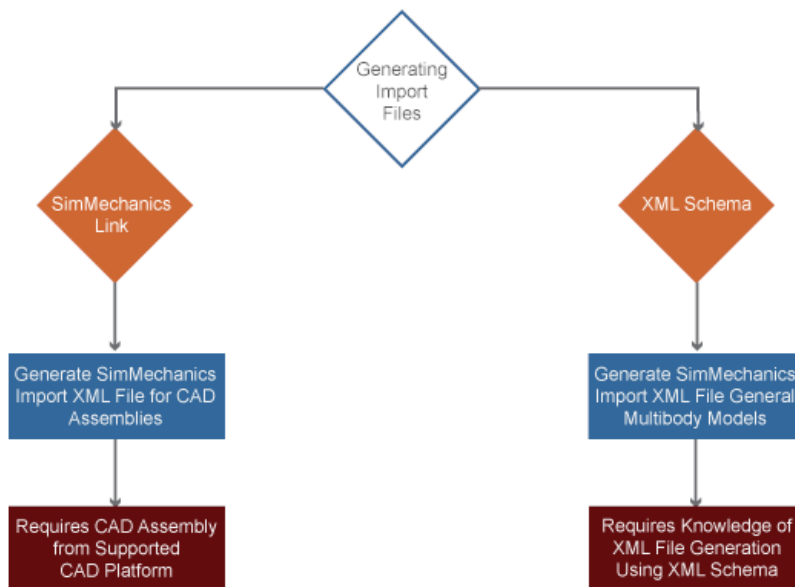 Generating
Import
Files
SimMechanics
Link
XML Schema
Generate SimMechanics
Import XML File for CAD
Assemblies
Generate SimMechanics
Import XML File General
Multibody Models
Requires CAD Assembly
from Supported
CAD Platform
Requires Knowledge of
XML File Generation
Using XML Schema